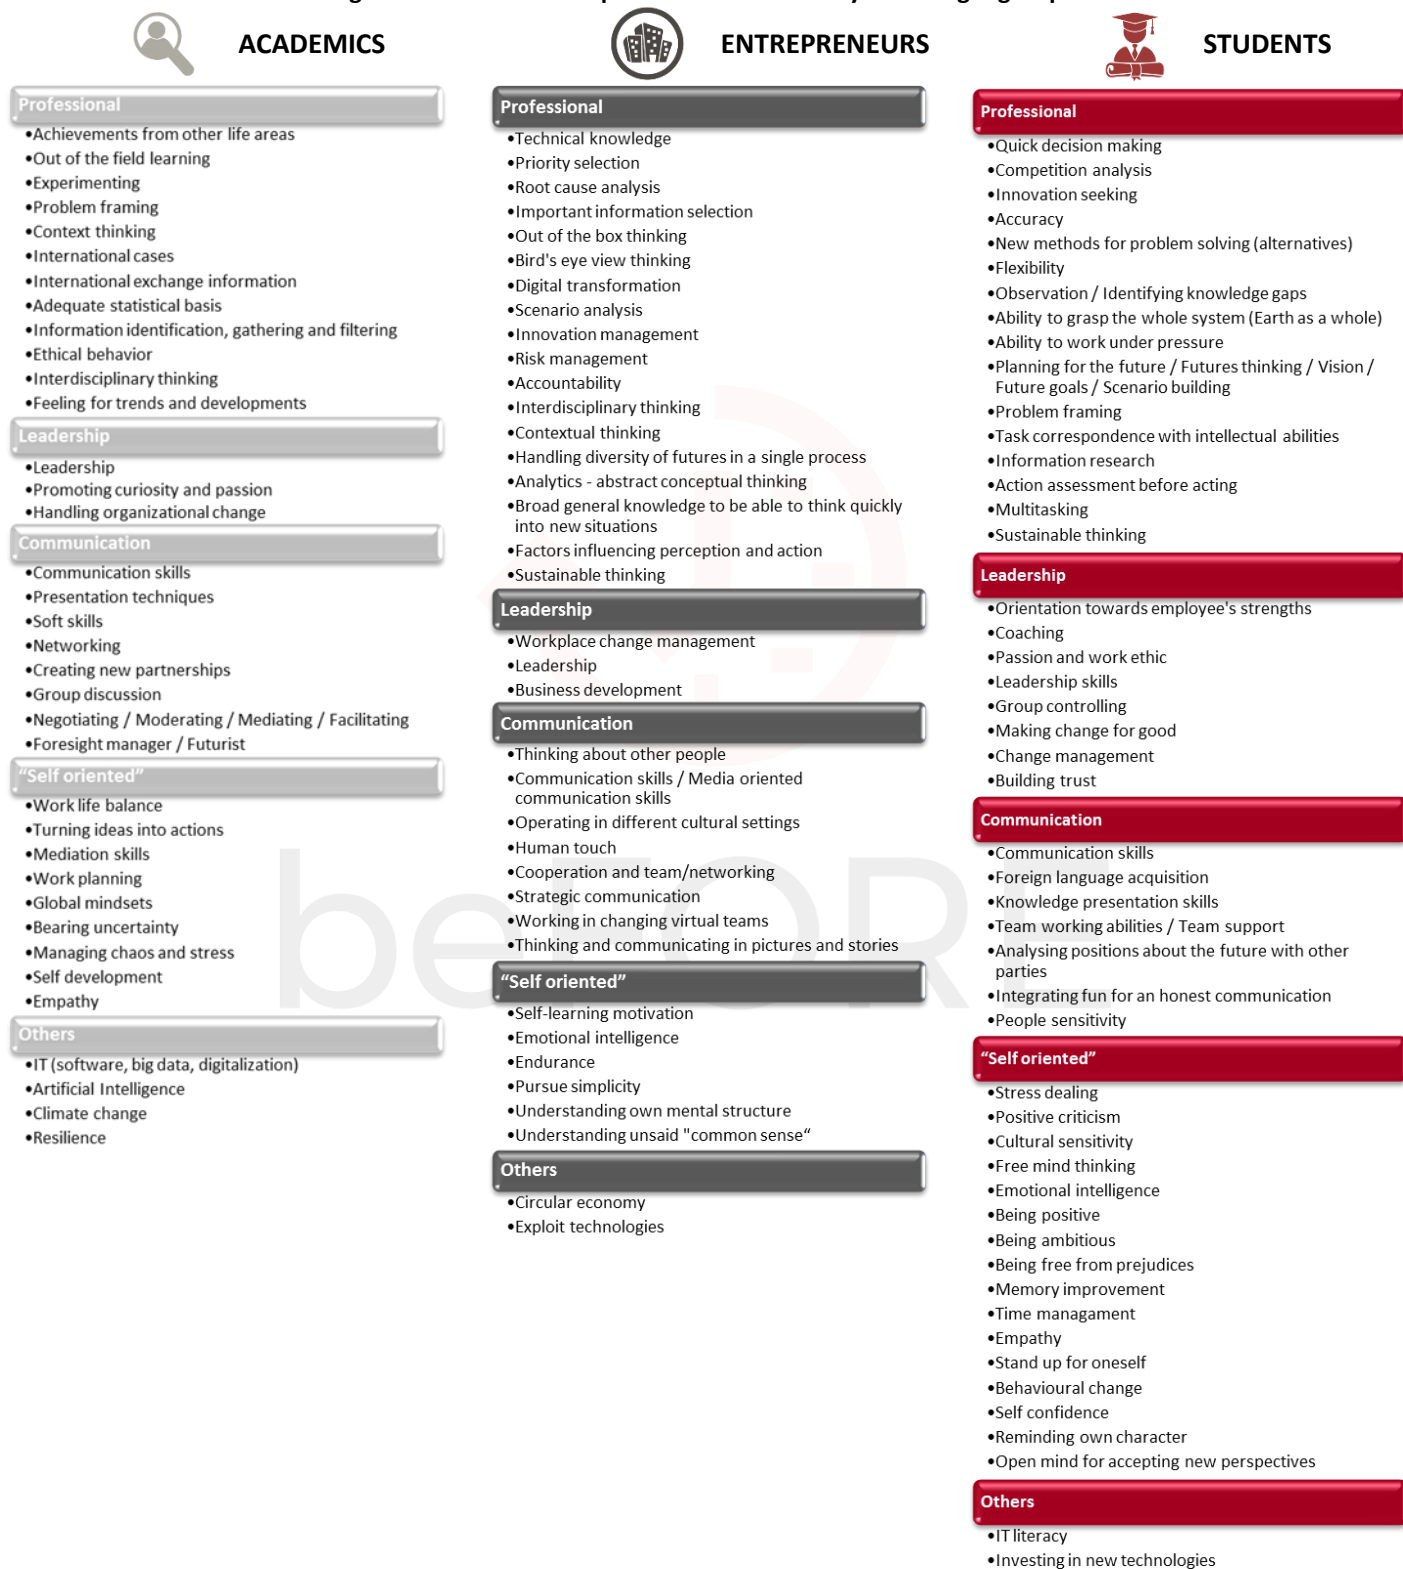 ACADEMICS
Professional
•Achievements from other life areas
•Out of the field learning
•Experimenting
•Problem framing
•Context thinking
•International cases
•International exchange information
•Adequate statistical basis
•Information identification, gathering and filtering
•Ethical behavior
•Interdisciplinary thinking
•Feeling for trends and developments
Leadership
•Leadership
•Promoting curiosity and passion
•Handling organizational change
Communication
•Communication skills
•Presentation techniques
•Soft skills
•Networking
•Creating new partnerships
•Group discussion
•Negotiating / Moderating / Mediating / Facilitating
•Foresight manager / Futurist
“Self oriented”
•Work life balance
•Turning ideas into actions
•Mediation skills
•Work planning
•Global mindsets
•Bearing uncertainty
•Managing chaos and stress
•Self development
•Empathy
Others
•IT (software, big data, digitalization)
•Artificial Intelligence
•Climate change
•Resilience
ENTREPRENEURS
Professional
•Technical knowledge
•Priority selection
•Root cause analysis
•Important information selection
•Out of the box thinking
•Bird's eye view thinking
•Digital transformation
•Scenario analysis
•Innovation management
•Risk management
•Accountability
•Interdisciplinary thinking
•Contextual thinking
•Handling diversity of futures in a single process
•Analytics - abstract conceptual thinking
•Broad general knowledge to be able to think quickly
into new situations
•Factors influencing perception and action
•Sustainable thinking
Leadership
•Workplace change management
•Leadership
•Business development
Communication
•Thinking about other people
•Communication skills / Media oriented
communication skills
•Operating in different cultural settings
•Human touch
•Cooperation and team/networking
•Strategic communication
•Working in changing virtual teams
•Thinking and communicating in pictures and stories
“Self oriented”
•Self-learning motivation
•Emotional intelligence
•Endurance
•Pursue simplicity
•Understanding own mental structure
•Understanding unsaid "common sense“
Others
•Circular economy
•Exploit technologies
STUDENTS
Professional
•Quick decision making
•Competition analysis
•Innovation seeking
•Accuracy
•New methods for problem solving (alternatives)
•Flexibility
•Observation / Identifying knowledge gaps
•Ability to grasp the whole system (Earth as a whole)
•Ability to work under pressure
•Planning for the future / Futures thinking / Vision /
Future goals / Scenario building
•Problem framing
•Task correspondence with intellectual abilities
•Information research
•Action assessment before acting
•Multitasking
•Sustainable thinking
Leadership
•Orientation towards employee's strengths
•Coaching
•Passion and work ethic
•Leadership skills
•Group controlling
•Making change for good
•Change management
•Building trust
Communication
•Communication skills
•Foreign language acquisition
•Knowledge presentation skills
•Team working abilities / Team support
•Analysing positions about the future with other
parties
•Integrating fun for an honest communication
•People sensitivity
“Self oriented”
•Stress dealing
•Positive criticism
•Cultural sensitivity
•Free mind thinking
•Emotional intelligence
•Being positive
•Being ambitious
•Being free from prejudices
•Memory improvement
•Time managament
•Empathy
•Stand up for oneself
•Behavioural change
•Self confidence
•Reminding own character
•Open mind for accepting new perspectives
Others
•IT literacy
•Investing in new technologies
beFORE